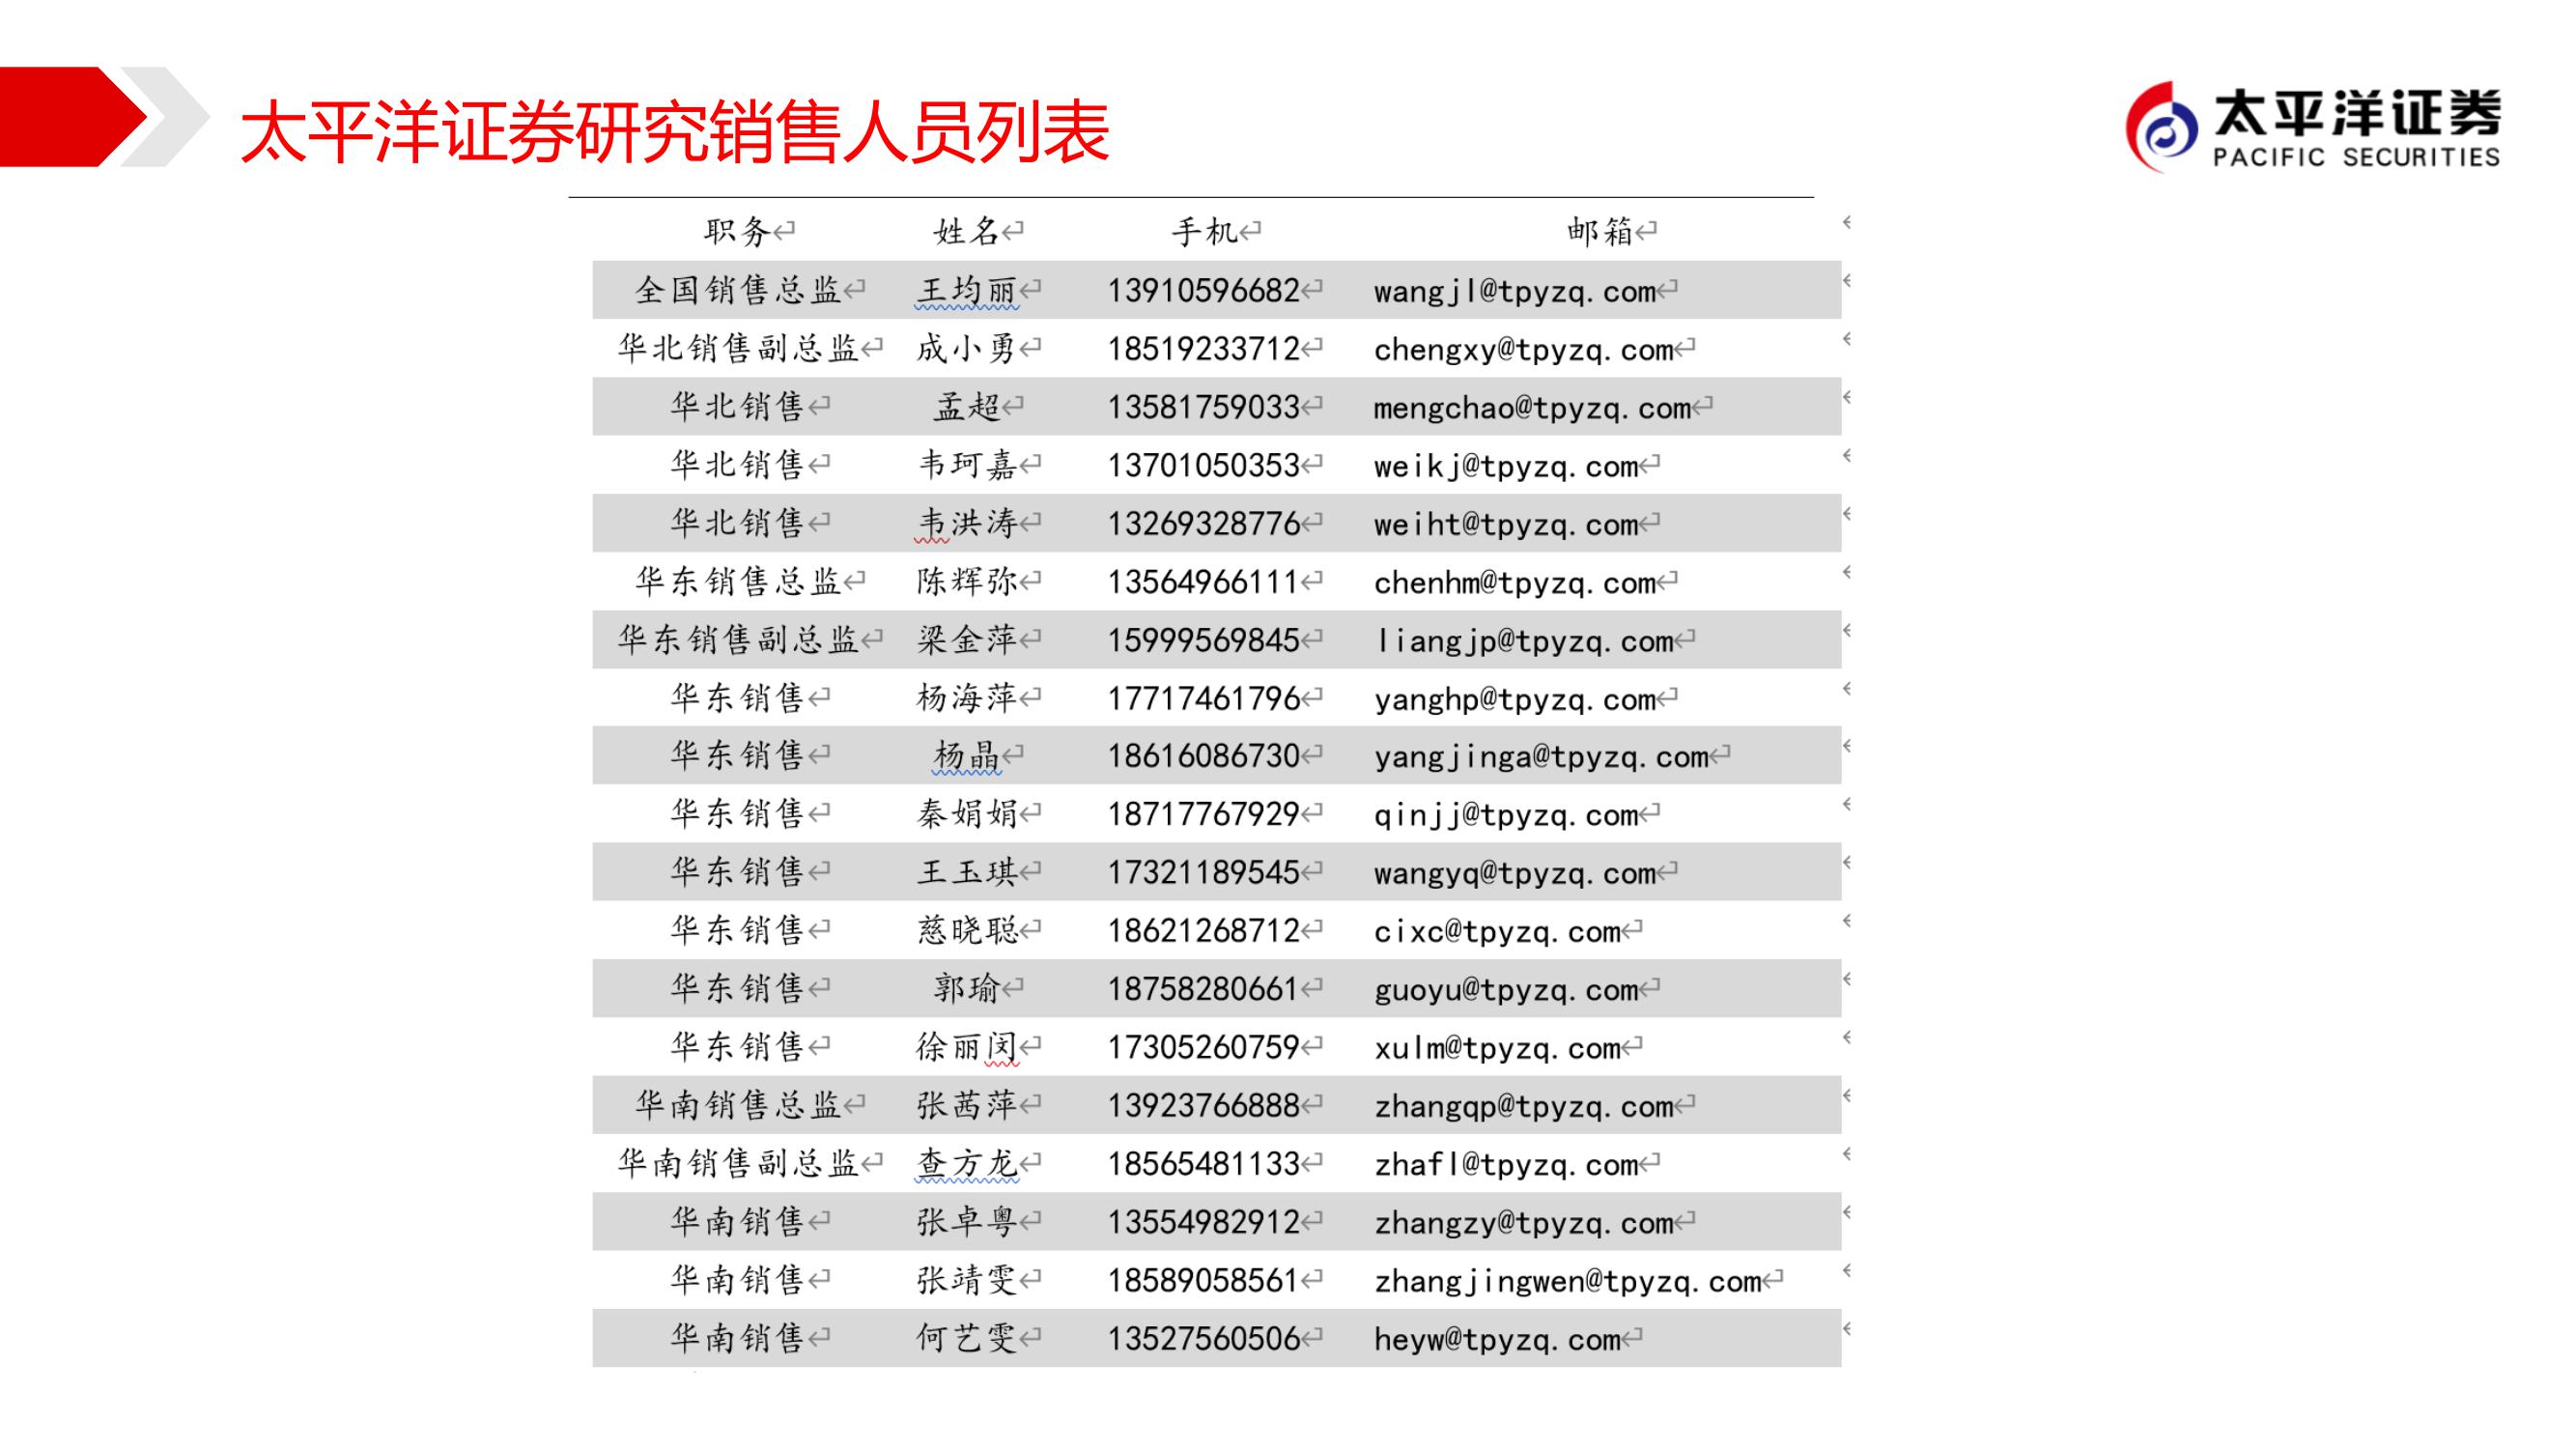 太平洋证券研究销售人员列表
太平洋证券
PACIFIC SECURITIES
职务 姓名 手机 邮箱
全国销售总监 王均丽 13910596682 wangjl@tpyzq.com
华北销售副总监 成小勇 18519233712 chengxy@tpyzq.com
华北销售 孟超 13581759033 mengchao@tpyzq.com
华北销售 韦珂嘉 13701050353 weikj@tpyzq.com
华北销售 韦洪涛 13269328776 weiht@tpyzq.com
华东销售总监 陈辉弥 13564966111 chenhm@tpyzq.com
华东销售副总监 梁金萍 15999569845 liangjp@tpyzq.com
华东销售 杨海萍 17717461796 yanghp@tpyzq.com
华东销售 杨晶 18616086730 yangjinga@tpyzq.com
华东销售 秦娟娟 18717767929 qinjj@tpyzq.com
华东销售 王玉琪 17321189545 wangyq@tpyzq.com
华东销售 慈晓聪 18621268712 cixc@tpyzq.com
华东销售 郭瑜 18758280661 guoyu@tpyzq.com
华东销售 徐丽闵 17305260759 xulm@tpyzq.com
华南销售总监 张茜萍 13923766888 zhangqp@tpyzq.com
华南销售副总监 查方龙 18565481133 zhafl@tpyzq.com
华南销售 张卓粤 13554982912 zhangzy@tpyzq.com
华南销售 张靖雯 18589058561 zhangjingwen@tpyzq.com
华南销售 何艺雯 13527560506 heyw@tpyzq.com